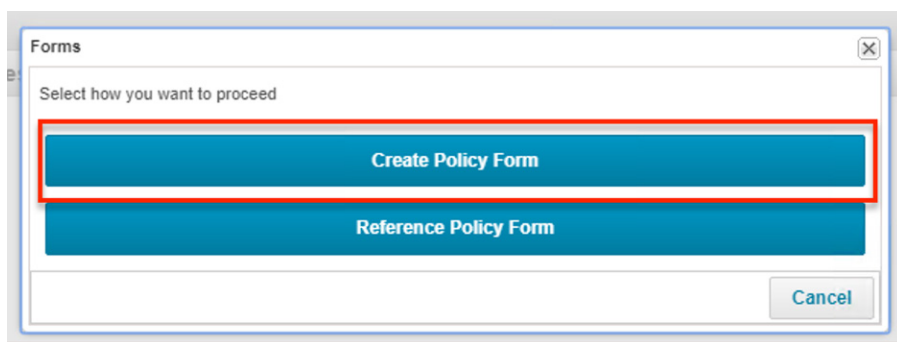 Forms
Select how you want to proceed
Create Policy Form
Reference Policy Form
Cancel